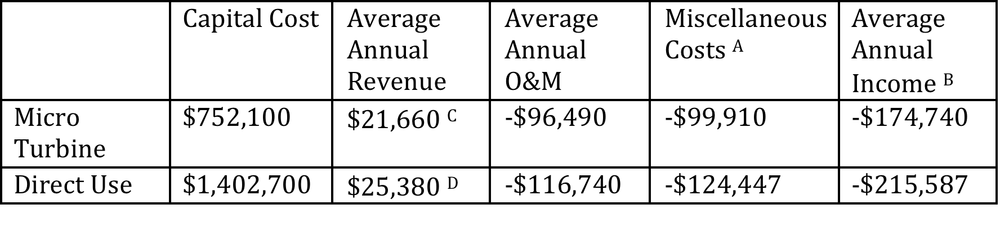 Capital Cost
Average
Annual
Revenue
Average
Annual
O&M
Miscellaneous
Costs A
Average
Annual
Income B
Micro
Turbine
$752,100
$21,660 C
-$96,490
-$99,910
-$174,740
Direct Use
$1,402,700
$25,380 D
-$116,740
-$124,447
-$215,587